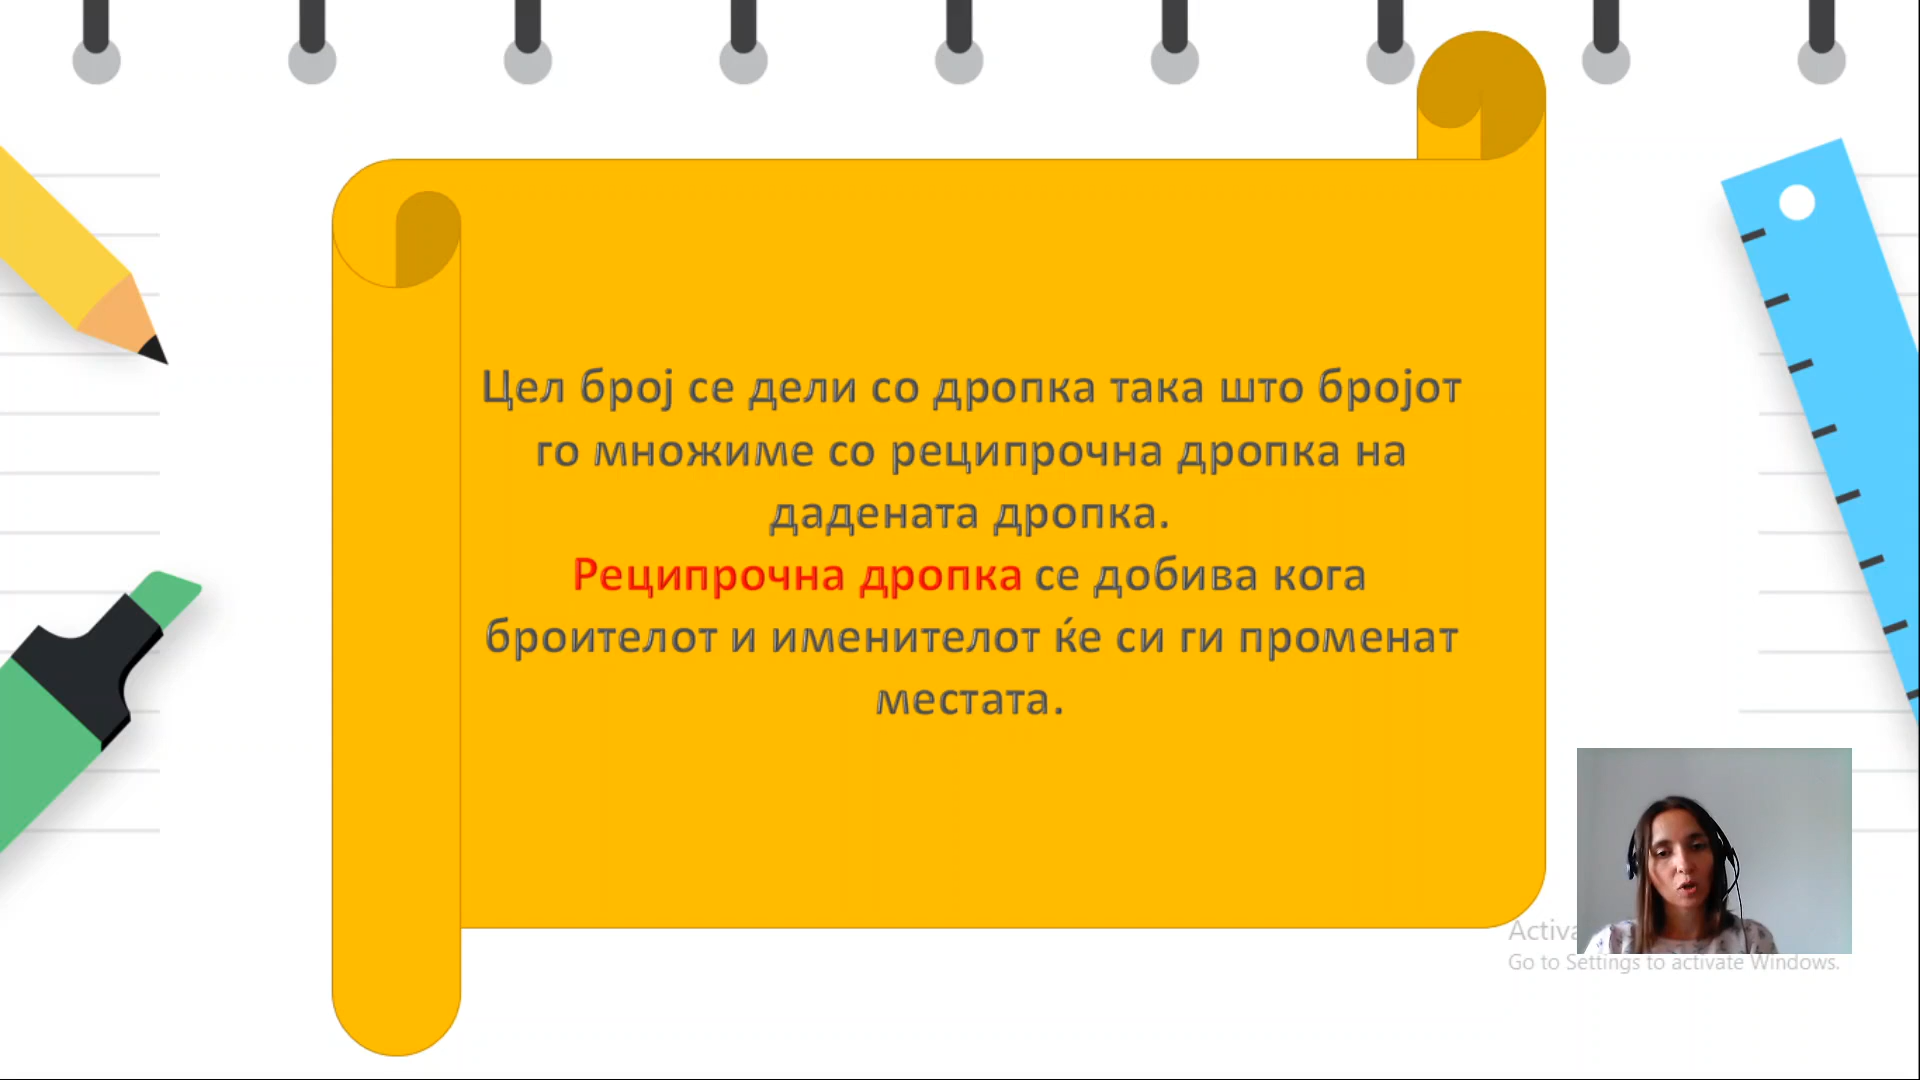 Цел број се дели со дропка така што бројот
го множиме со реципрочна дропка на
дадената дропка.
Реципрочна дропка се добива кога
броителот и именителот ќе си ги променат
местата.
Go to Settings to activate Windows.